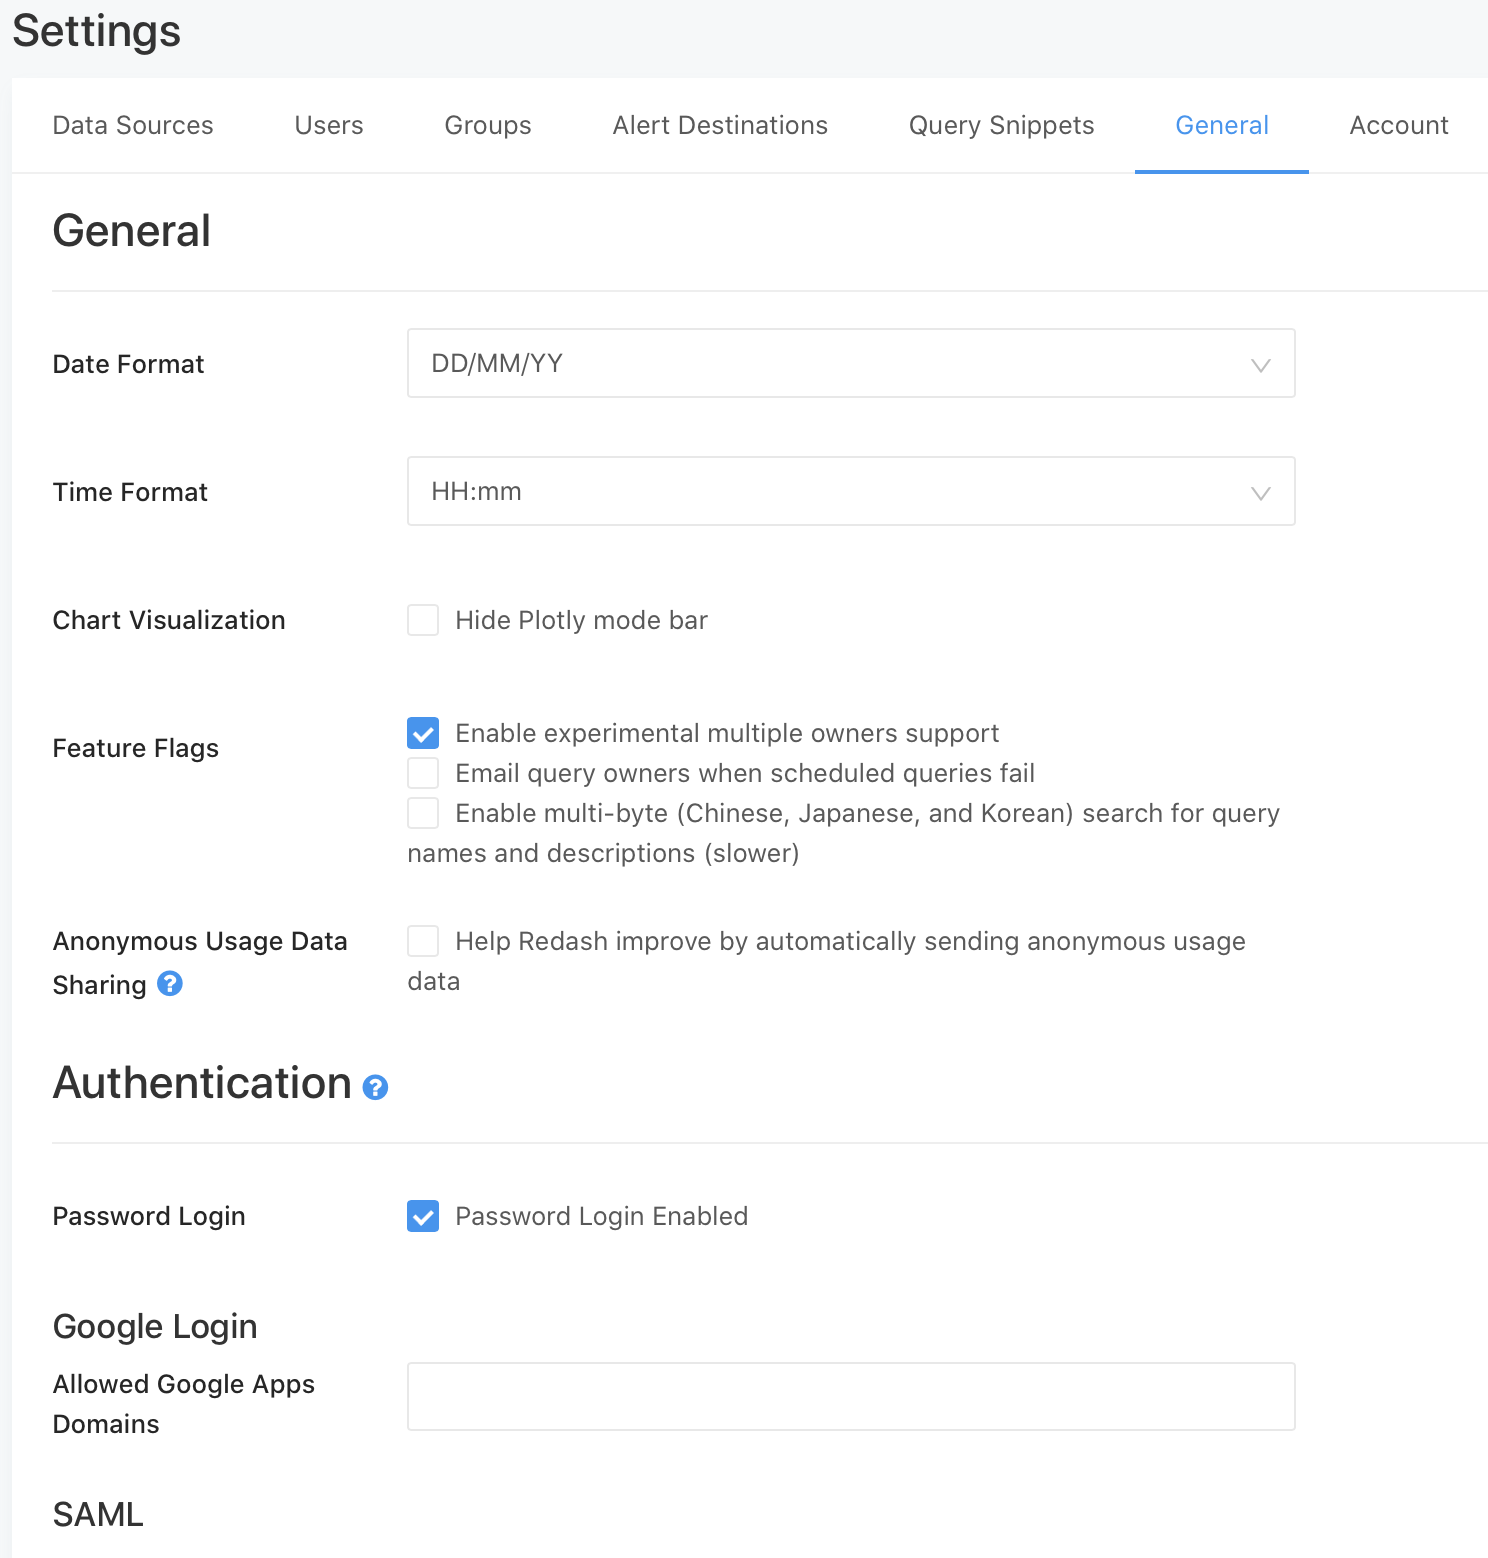 Settings
Data Sources Users Groups Alert Destinations Query Snippets General Account
General
Date Format DD/MM/YY
Time Format HH:mm
Chart Visualization Hide Plotly mode bar
Feature Flags Enable experimental multiple owners support
Email query owners when scheduled queries fail
Enable multi-byte (Chinese, Japanese, and Korean) search for query
names and descriptions (slower)
Anonymous Usage Data Help Redash improve by automatically sending anonymous usage
Sharing ? data
Authentication ?
Password Login Password Login Enabled
Google Login
Allowed Google Apps
Domains
SAML